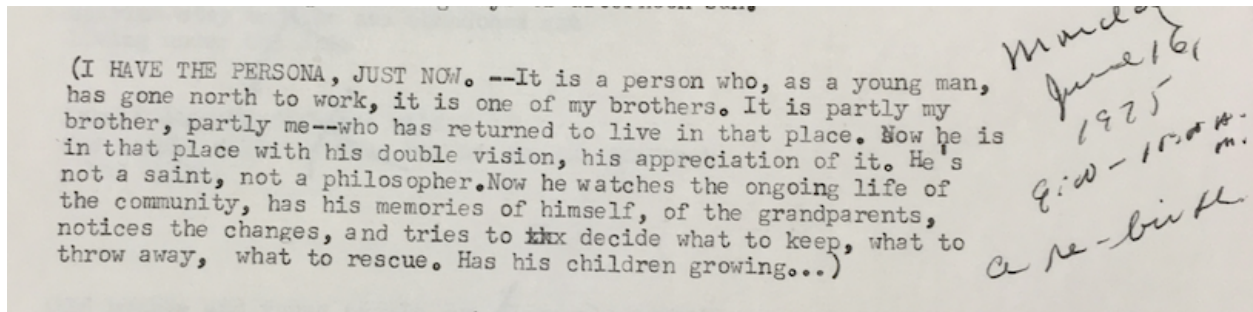 (I HAVE THE PERSONA, JUST NOW. --It is a person who, as a young man,
has gone north to work, it is one of my brothers. It is partly my
brother, partly me--who has returned to live in that place. Now he is
in that place with his double vision, his appreciation of it. He's
not a saint, not a philosopher.Now he watches the ongoing life of
the community, has his memories of himself, of the grandparents,
notices the changes, and tries to decide what to keep, what to
throw away, what to rescue. Has his children growing...)
Monday
June 16,
1975
a re-birth.